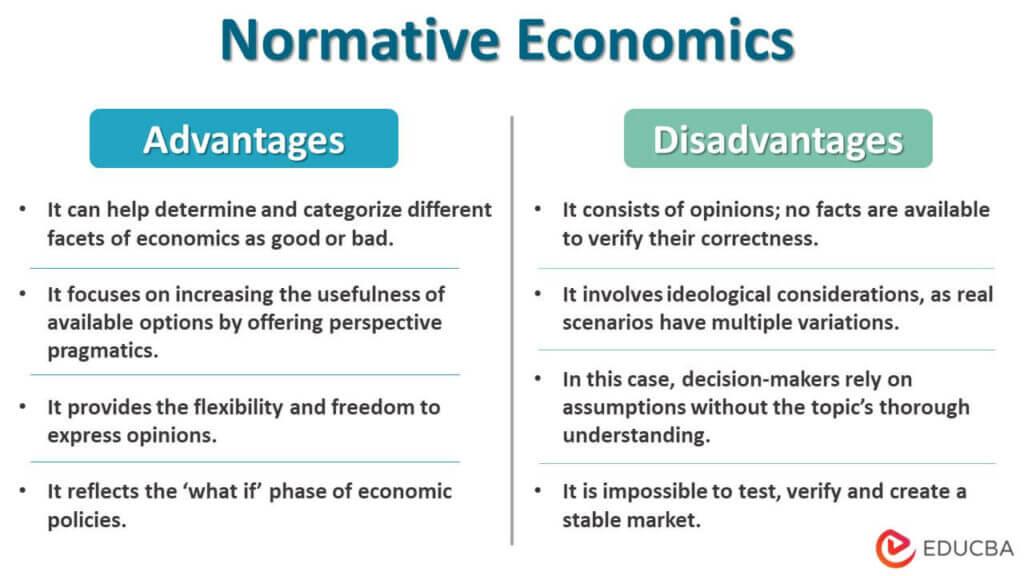 Normative Economics
Advantages
• It can help determine and categorize different
facets of economics as good or bad.
• It focuses on increasing the usefulness of
available options by offering perspective
pragmatics.
• It provides the flexibility and freedom to
express opinions.
• It reflects the ‘what if’ phase of economic
policies.
Disadvantages
• It consists of opinions; no facts are available
to verify their correctness.
• It involves ideological considerations, as real
scenarios have multiple variations.
• In this case, decision-makers rely on
assumptions without the topic’s thorough
understanding.
• It is impossible to test, verify and create a
stable market.
EDUCBA